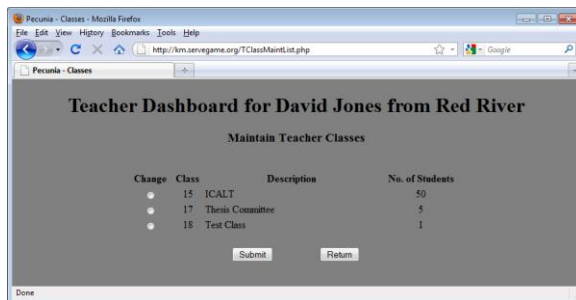 Pecunia - Classes - Mozilla Firefox
File Edit View History Bookmarks Tools Help
http://km.servegame.org/TClassMaintList.php
Google
Pecunia - Classes
Teacher Dashboard for David Jones from Red River
Maintain Teacher Classes
Change Class Description No. of Students
15 ICALT 50
17 Thesis Committee 5
18 Test Class 1
Submit Return
Done